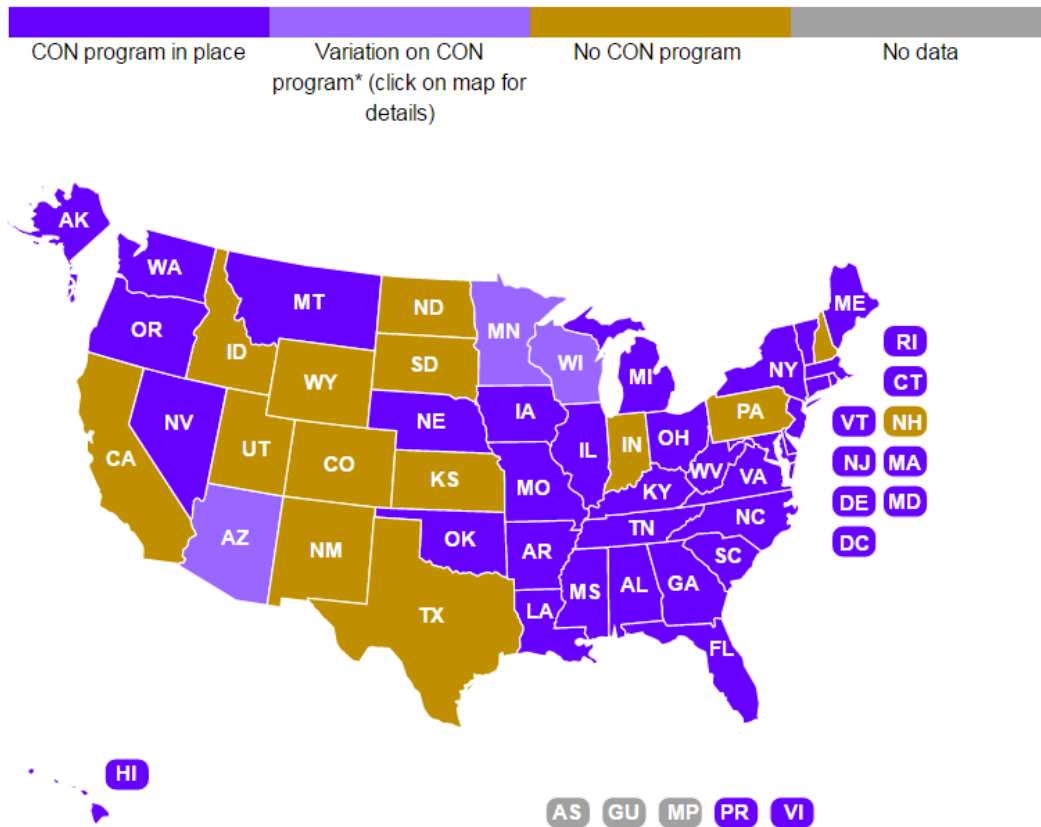 CON program in place
Variation on CON
program* (click on map for
details)
No CON program
No data
AK
WA
MT
ND
MN
ME
OR
ID
SD
WI
MI
NY
RI
WY
CT
NV
NE
IA
PA
VT
NH
CA
UT
CO
KS
IL
IN
OH
WV
VA
NJ
MA
MO
KY
DE
MD
AZ
NM
OK
AR
TN
NC
DC
SC
TX
LA
MS
AL
GA
FL
HI
AS
GU
MP
PR
VI